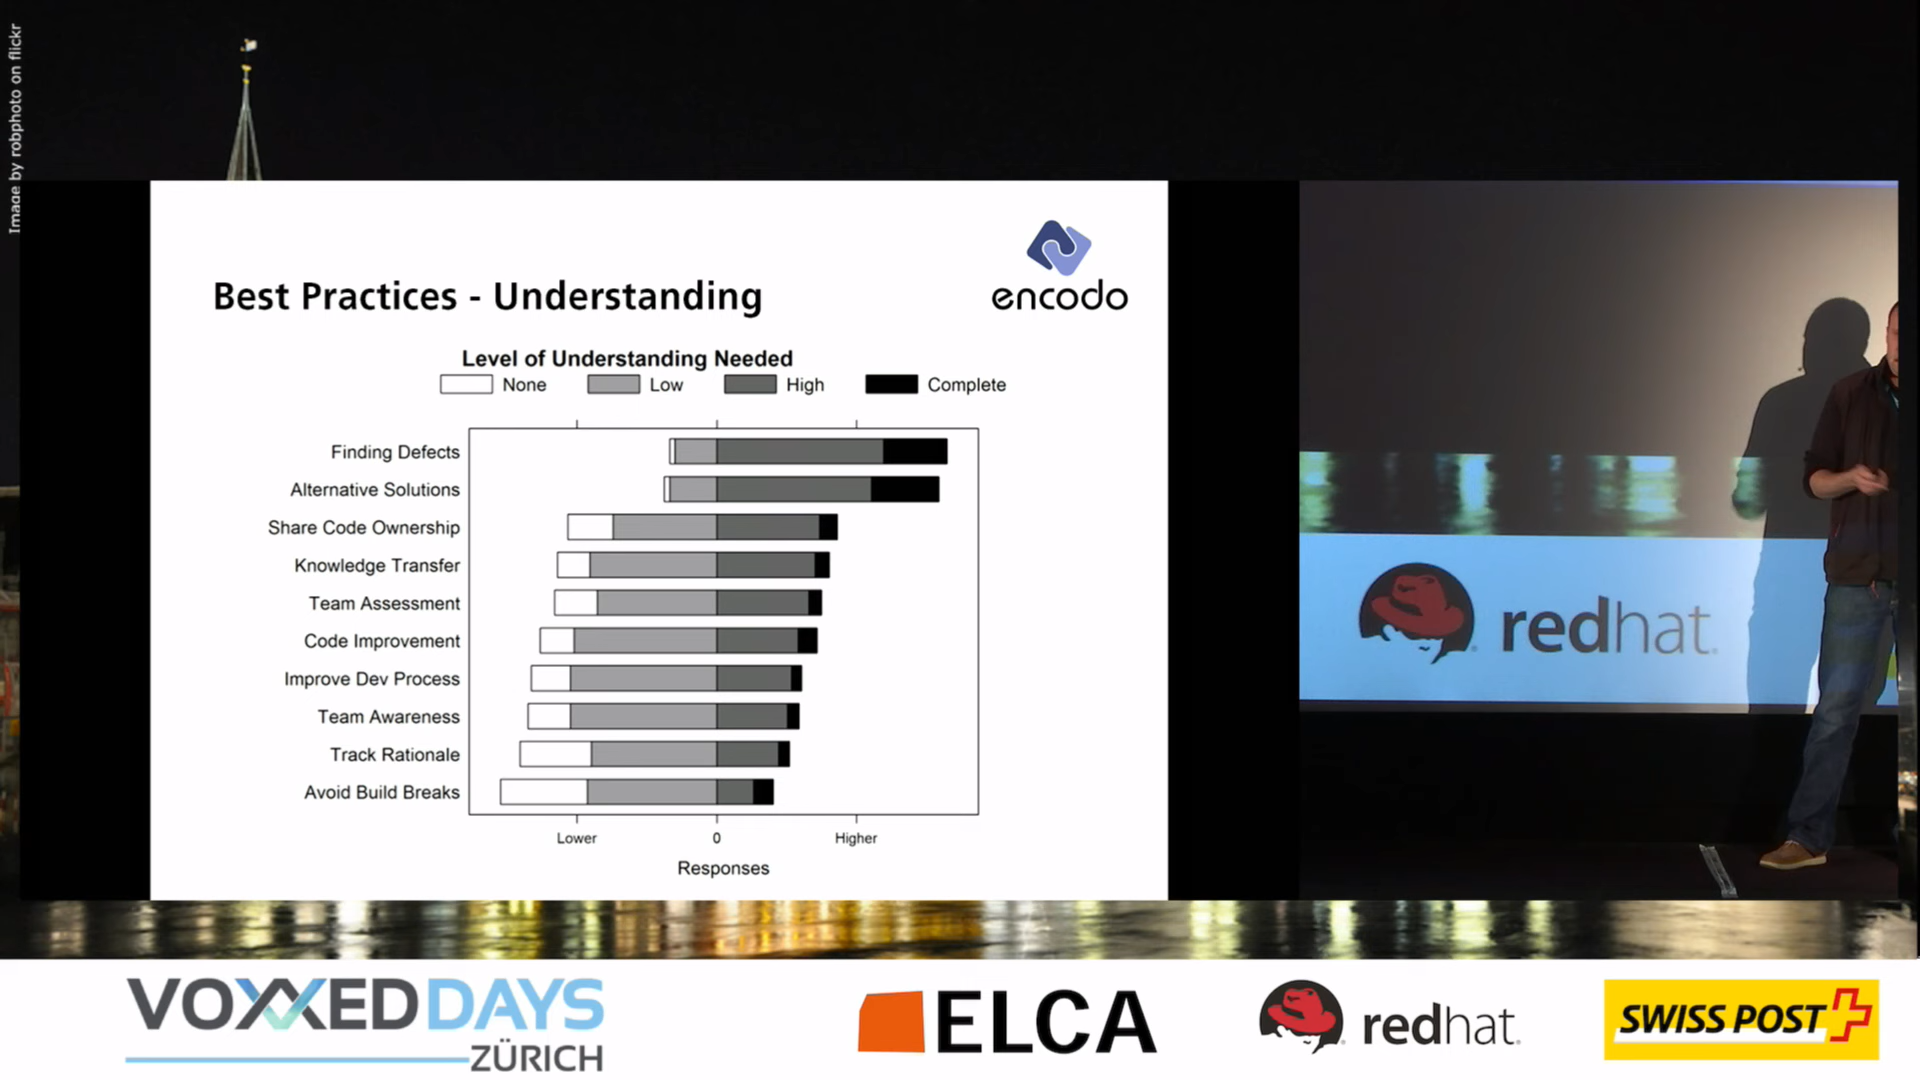 Image by robphoto on flickr
encodo
Best Practices - Understanding
Level of Understanding Needed
None Low High Complete
Finding Defects
Alternative Solutions
Share Code Ownership
Knowledge Transfer
Team Assessment
Code Improvement
Improve Dev Process
Team Awareness
Track Rationale
Avoid Build Breaks
Lower 0 Higher
Responses
redhat.
VOXXED DAYS
ZÜRICH
ELCA
redhat.
SWISS POST